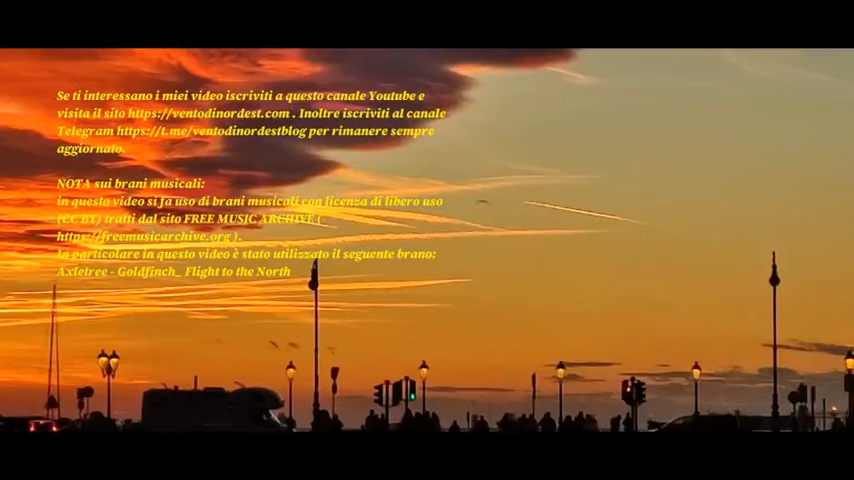 Se ti interessano i miei video iscriviti a questo canale Youtube e
visita il sito https://ventodinordest.com . Inoltre iscriviti al canale
Telegram https://t.me/ventodinordestblog per rimanere sempre
aggiornato.
NOTA sui brani musicali:
in questo video si fa uso di brani musicali con licenza di libero uso
(CC BY) tratti dal sito FREE MUSIC ARCHIVE (
https://freemusicarchive.org ).
In particolare in questo video è stato utilizzato il seguente brano:
Axletree - Goldfinch_ Flight to the North